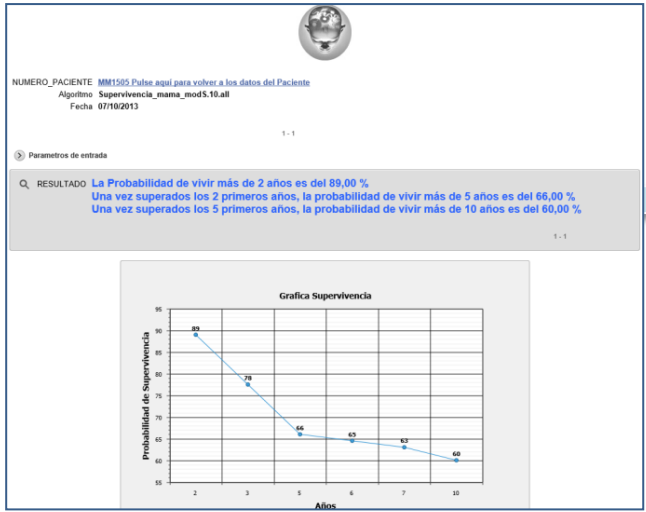 NUMERO_PACIENTE MM1505 Pulse aquí para volver a los datos del Paciente
Algoritmo Supervivencia_mama_modS.10.all
Fecha 07/10/2013
1 - 1
Parametros de entrada
RESULTADO La Probabilidad de vivir más de 2 años es del 89,00 %
Una vez superados los 2 primeros años, la probabilidad de vivir más de 5 años es del 66,00 %
Una vez superados los 5 primeros años, la probabilidad de vivir más de 10 años es del 60,00 %
1 - 1
Grafica Supervivencia
Probabilidad de Supervivencia
95
90
85
80
75
70
65
60
55
89
78
66
65
63
60
2 3 5 6 7 10
Años